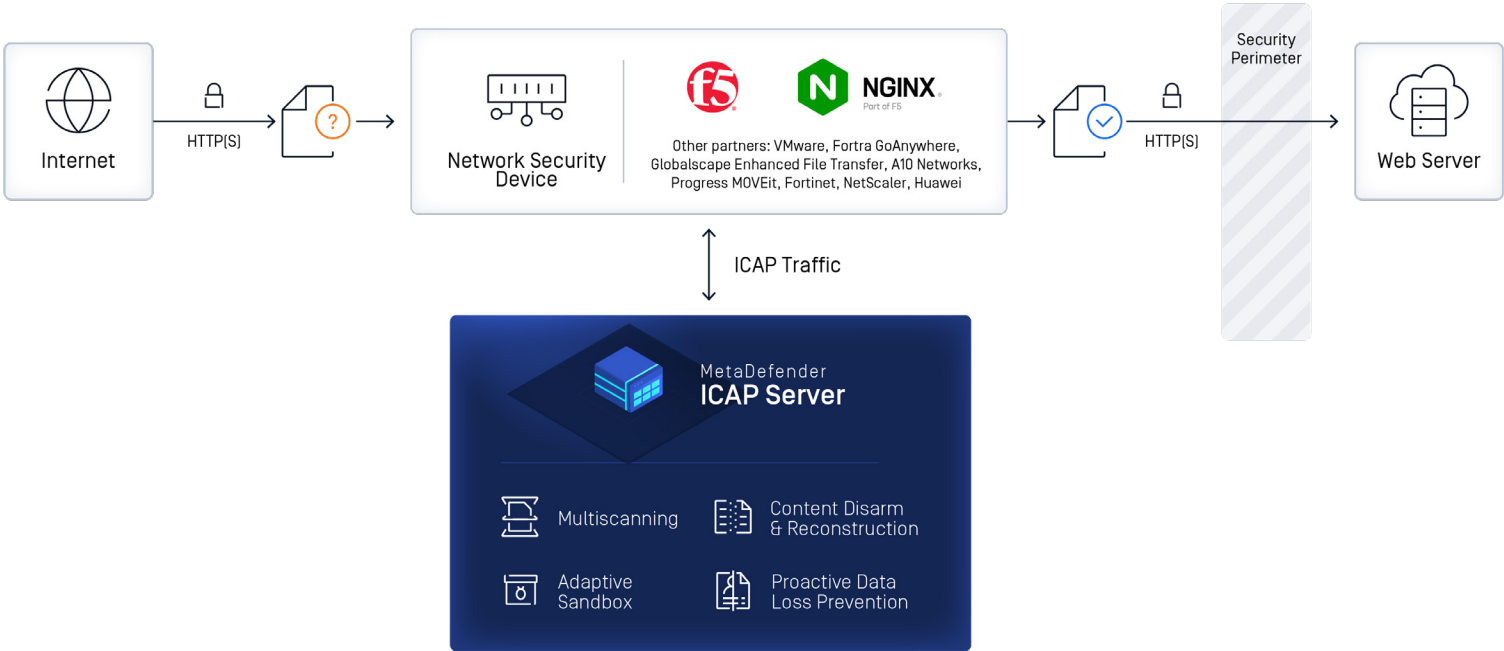 Internet
HTTP(S)
?
Network Security
Device
f5
N
NGINX
Part of F5
Other partners: VMware, Fortra GoAnywhere,
Globalscape Enhanced File Transfer, A10 Networks,
Progress MOVEit, Fortinet, NetScaler, Huawei
HTTP(S)
Security
Perimeter
Web Server
ICAP Traffic
MetaDefender
ICAP Server
Multiscanning
Content Disarm
& Reconstruction
Adaptive
Sandbox
Proactive Data
Loss Prevention